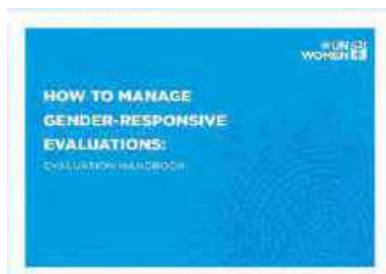 UN
WOMEN
HOW TO MANAGE
GENDER-RESPONSIVE
EVALUATIONS:
EVALUATION HANDBOOK